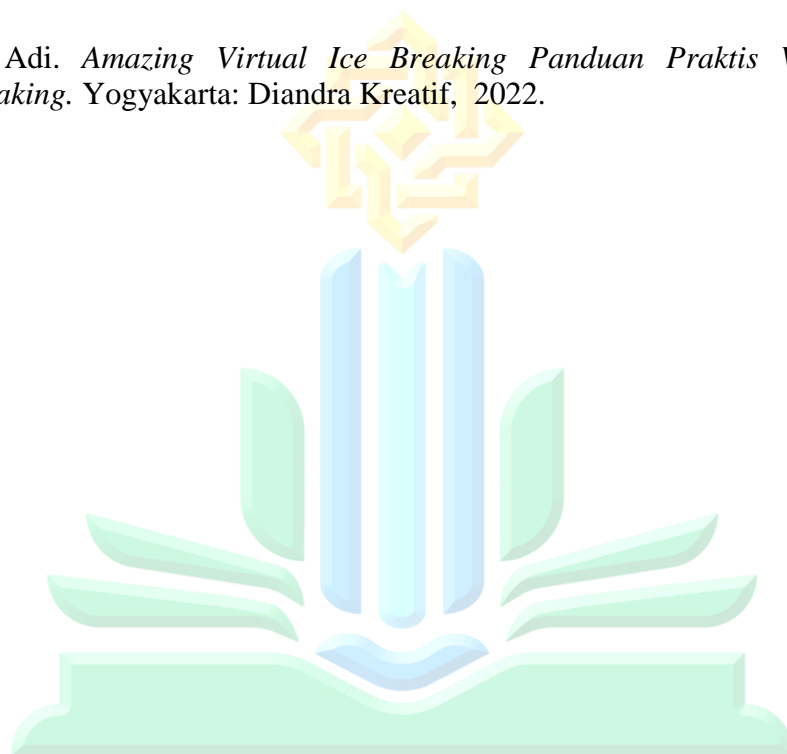 Adi. Amazing Virtual Ice Breaking Panduan Praktis V
aking. Yogyakarta: Diandra Kreatif, 2022.